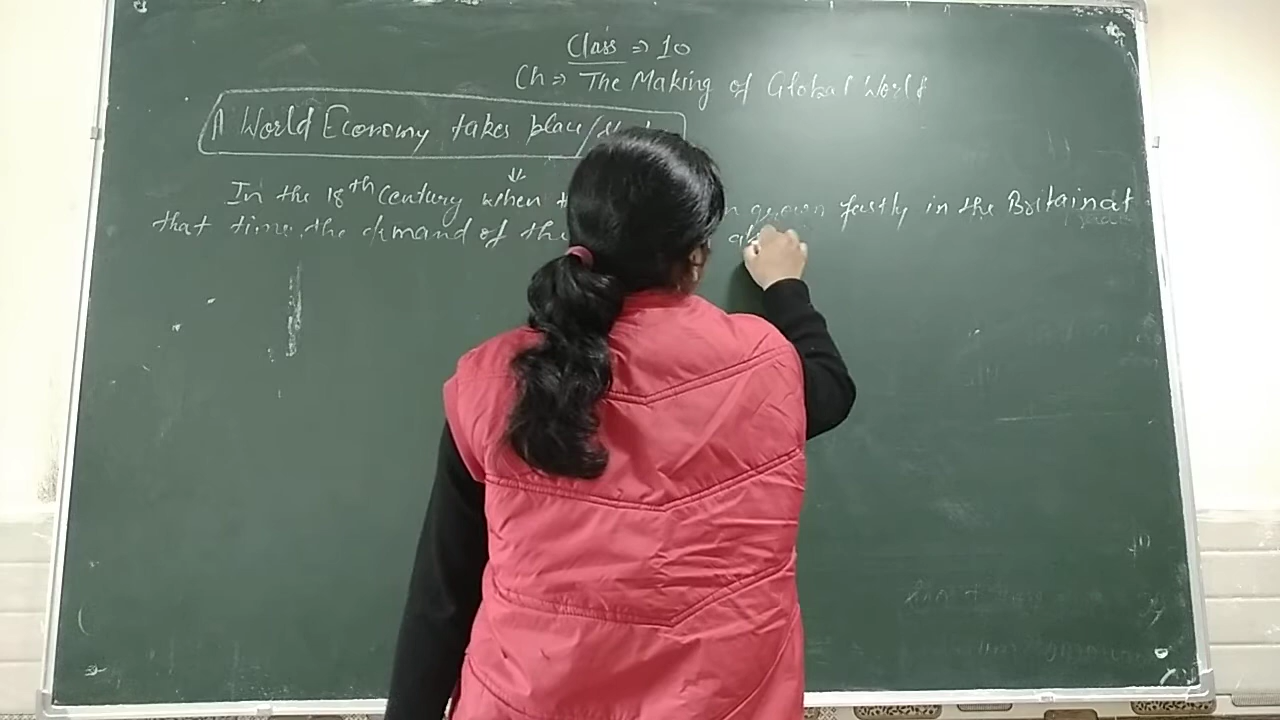 Class => 10
Ch => The Making of Global World
A World Economy takes place/
In the 18th Century when grown fastly in the Britain at
that time, the demand of the